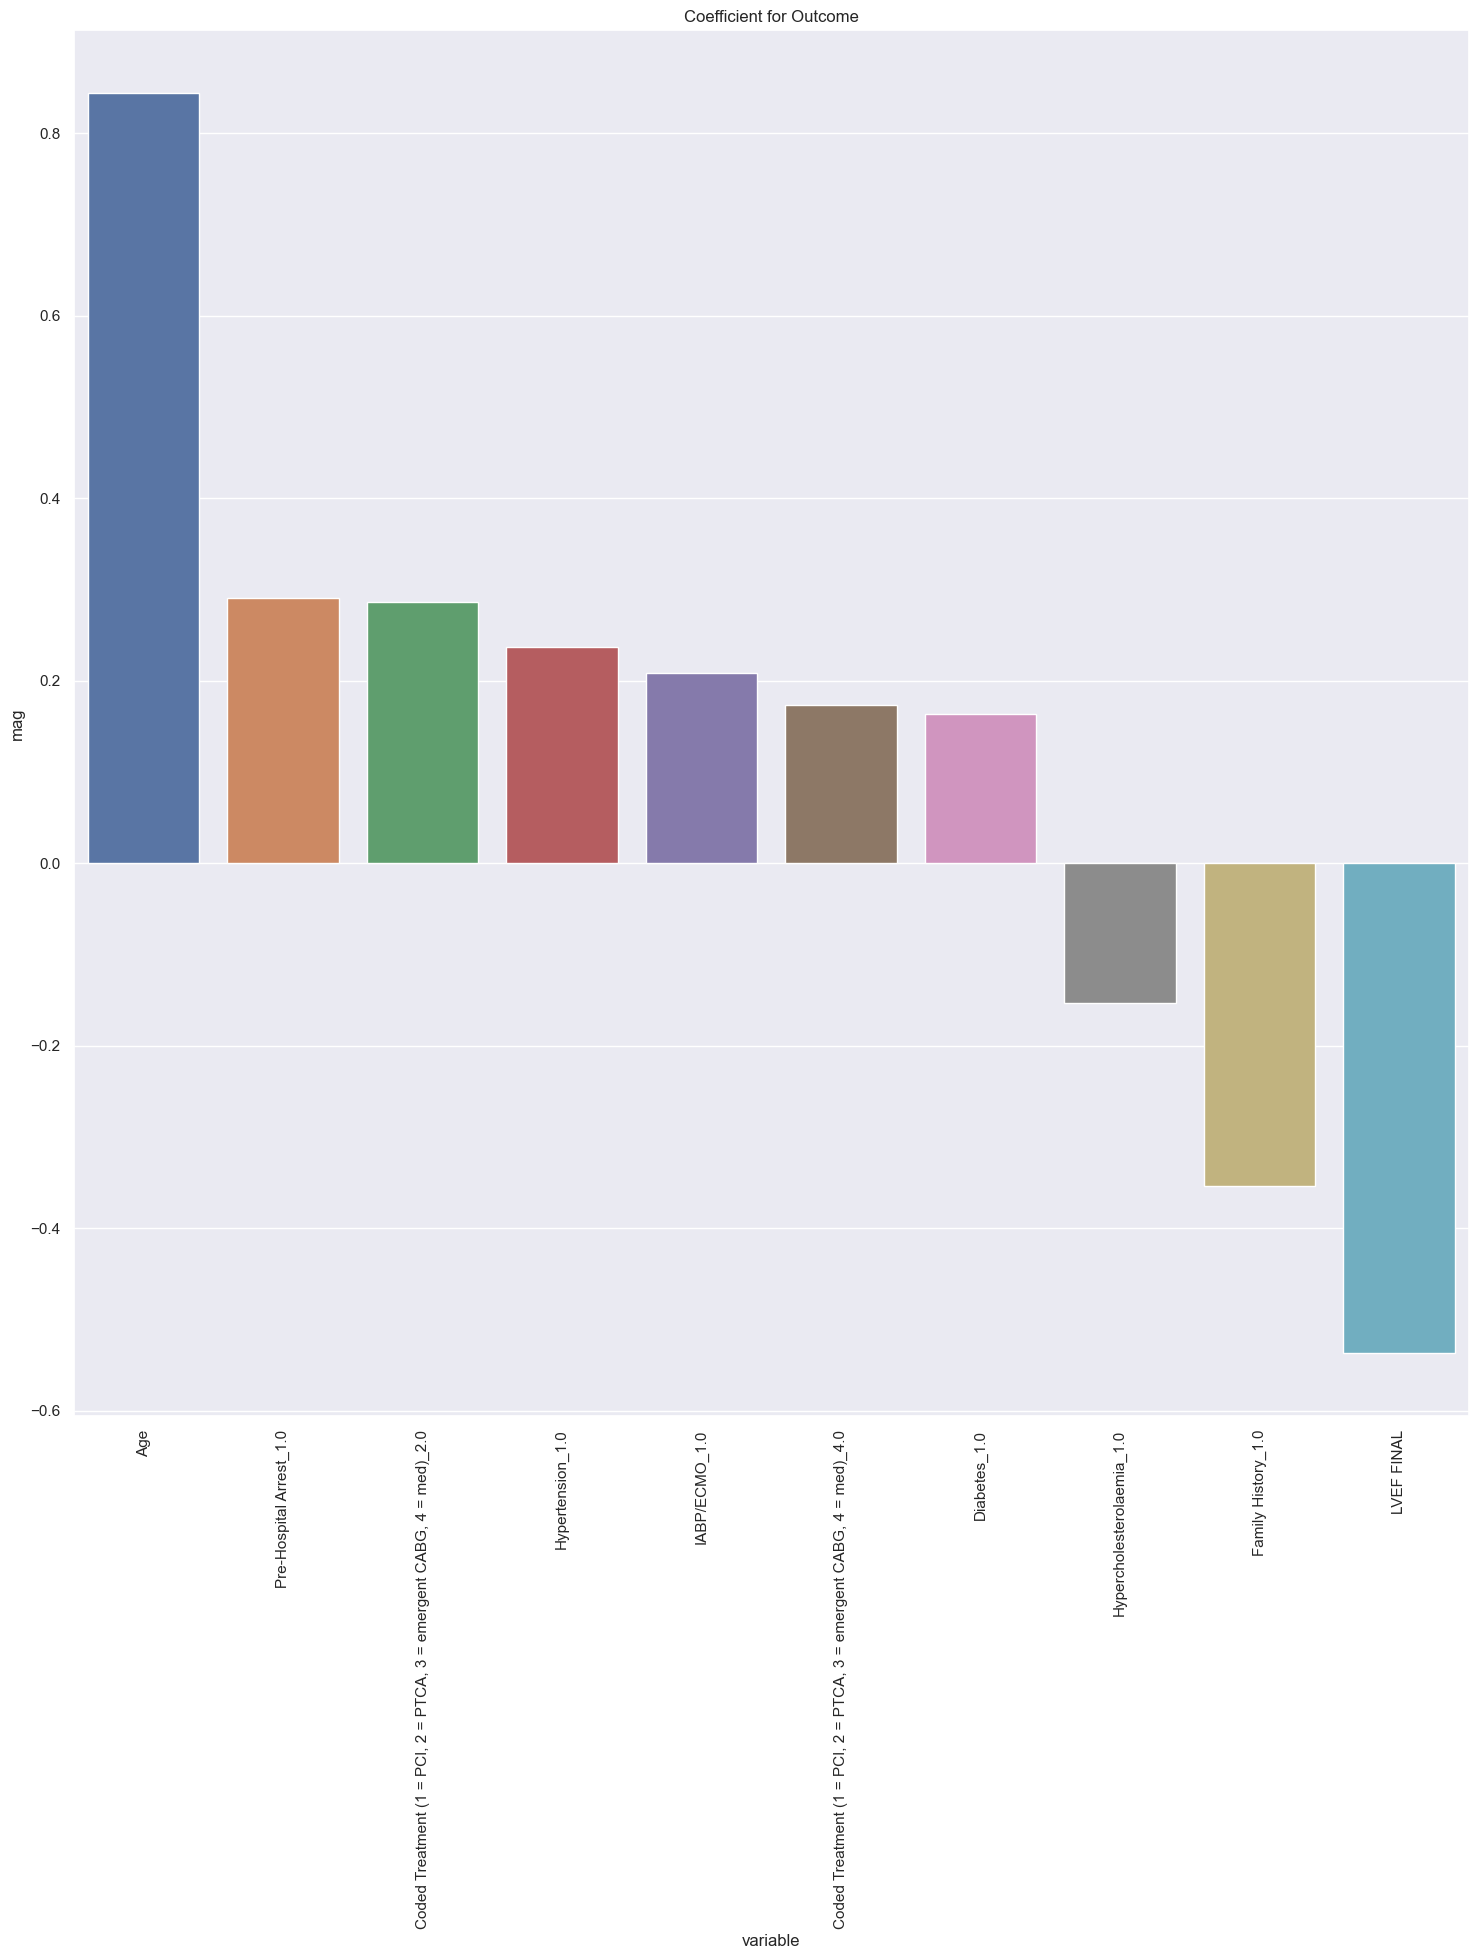 Coefficient for Outcome
mag
0.8
0.6
0.4
0.2
0.0
−0.2
−0.4
−0.6
Age
Pre-Hospital Arrest_1.0
Coded Treatment (1 = PCI, 2 = PTCA, 3 = emergent CABG, 4 = med)_2.0
Hypertension_1.0
IABP/ECMO_1.0
Coded Treatment (1 = PCI, 2 = PTCA, 3 = emergent CABG, 4 = med)_4.0
Diabetes_1.0
Hypercholesterolaemia_1.0
Family History_1.0
LVEF FINAL
variable